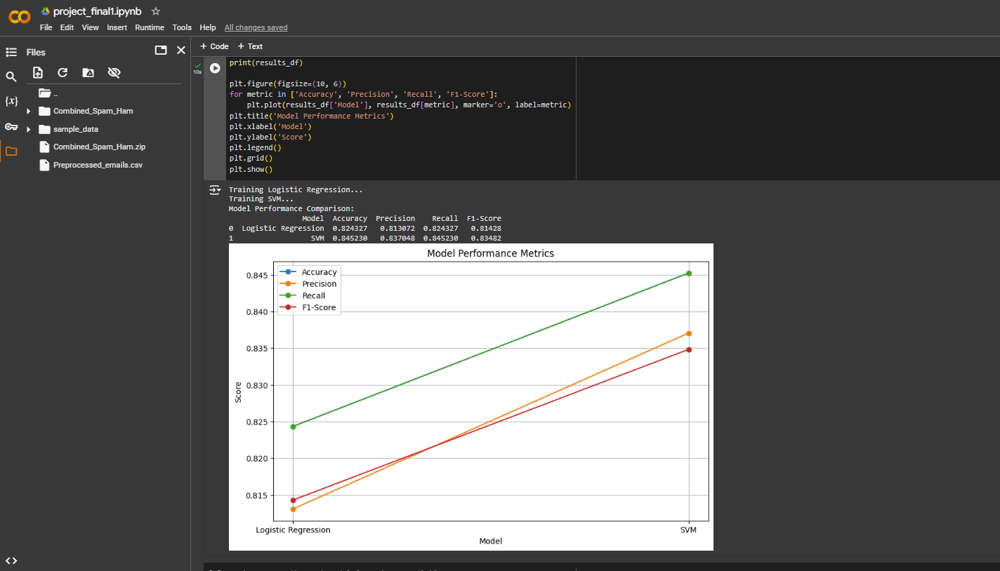 project_final1.ipynb
File Edit View Insert Runtime Tools Help All changes saved
Files
+ Code + Text
{x}
..
Combined_Spam_Ham
sample_data
Combined_Spam_Ham.zip
Preprocessed_emails.csv
10s
print(results_df)
plt.figure(figsize=(10, 6))
for metric in ['Accuracy', 'Precision', 'Recall', 'F1-Score']:
    plt.plot(results_df['Model'], results_df[metric], marker='o', label=metric)
plt.title('Model Performance Metrics')
plt.xlabel('Model')
plt.ylabel('Score')
plt.legend()
plt.grid()
plt.show()
Training Logistic Regression...
Training SVM...
Model Performance Comparison:
Model Accuracy Precision Recall F1-Score
0 Logistic Regression 0.824327 0.813072 0.824327 0.81428
1 SVM 0.845230 0.837048 0.845230 0.83482
Model Performance Metrics
Accuracy
Precision
Recall
F1-Score
0.845
0.840
0.835
0.830
0.825
0.820
0.815
Score
Logistic Regression SVM
Model